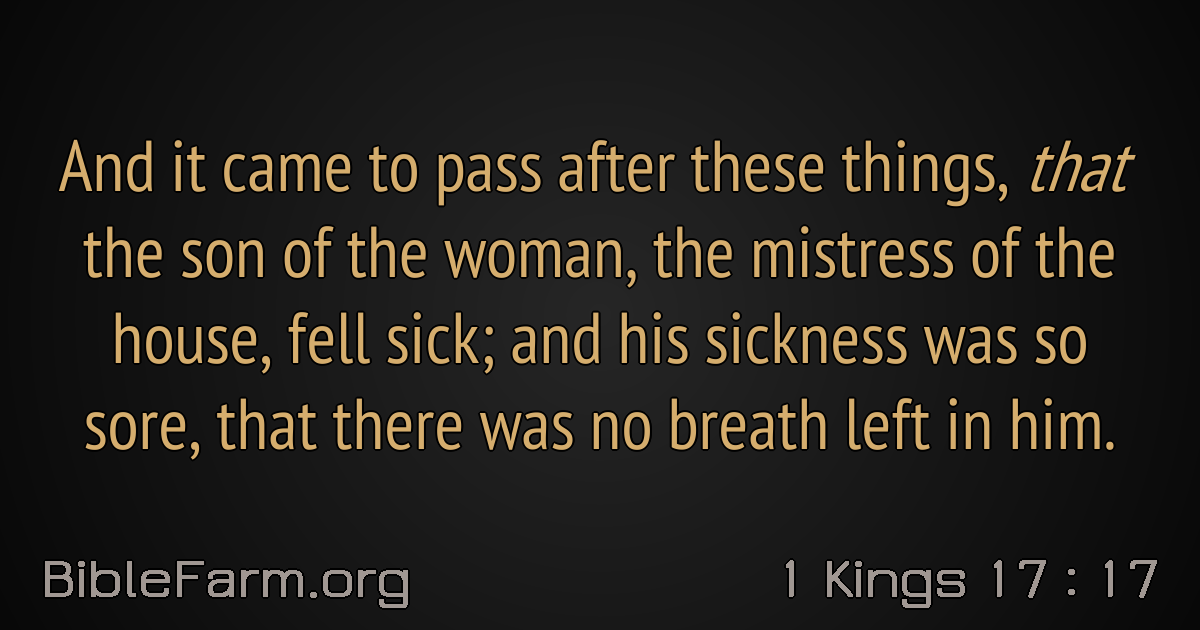 And it came to pass after these things, that
the son of the woman, the mistress of the
house, fell sick; and his sickness was so
sore, that there was no breath left in him.
BibleFarm.org
1 Kings 17 : 17